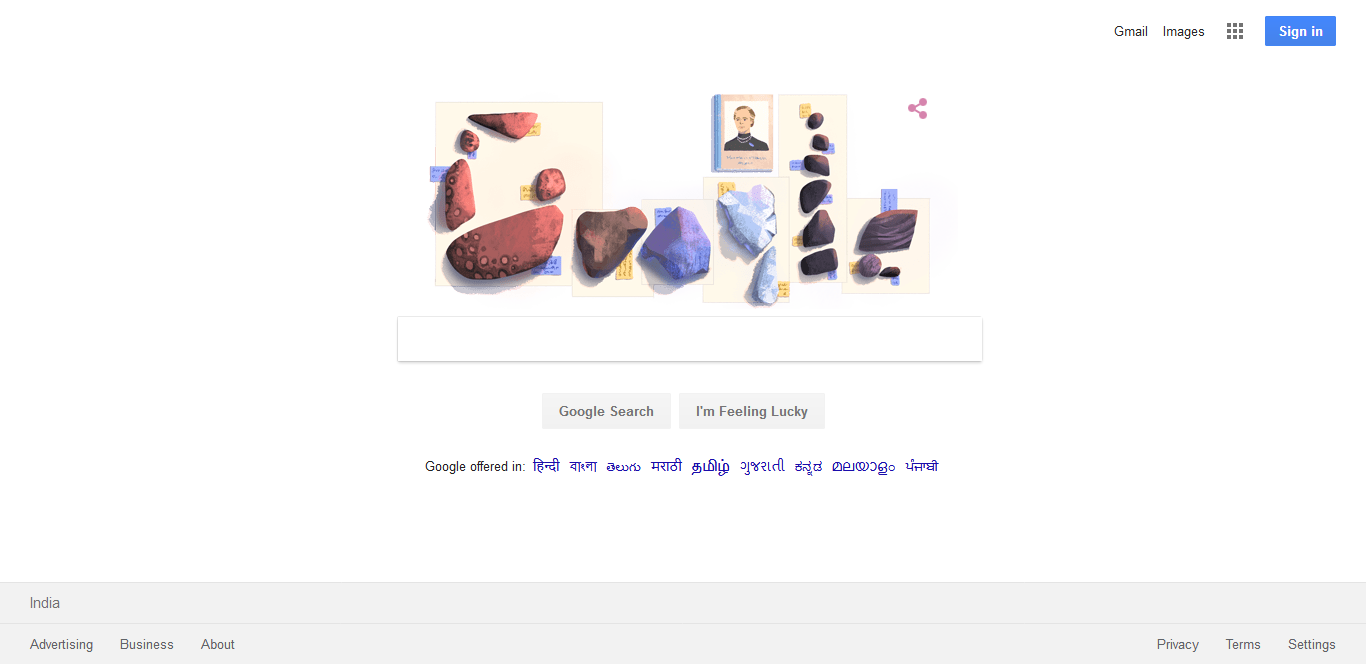 Gmail Images Sign in
Google Search I'm Feeling Lucky
Google offered in: हिन्दी বাংলা తెలుగు मराठी தமிழ் ગુજરાતી ಕನ್ನಡ മലയാളം ਪੰਜਾਬੀ
India
Advertising Business About Privacy Terms Settings